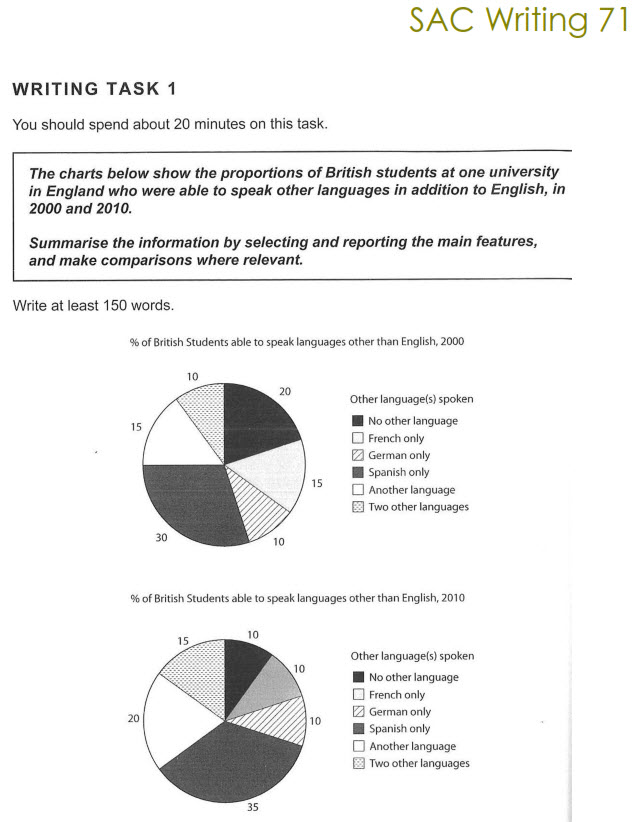 SAC Writing 71
WRITING TASK 1
You should spend about 20 minutes on this task.
The charts below show the proportions of British students at one university
in England who were able to speak other languages in addition to English, in
2000 and 2010.
Summarise the information by selecting and reporting the main features,
and make comparisons where relevant.
Write at least 150 words.
% of British Students able to speak languages other than English, 2000
10
20
15
15
30
10
Other language(s) spoken
No other language
French only
German only
Spanish only
Another language
Two other languages
% of British Students able to speak languages other than English, 2010
15
10
10
20
10
35
Other language(s) spoken
No other language
French only
German only
Spanish only
Another language
Two other languages